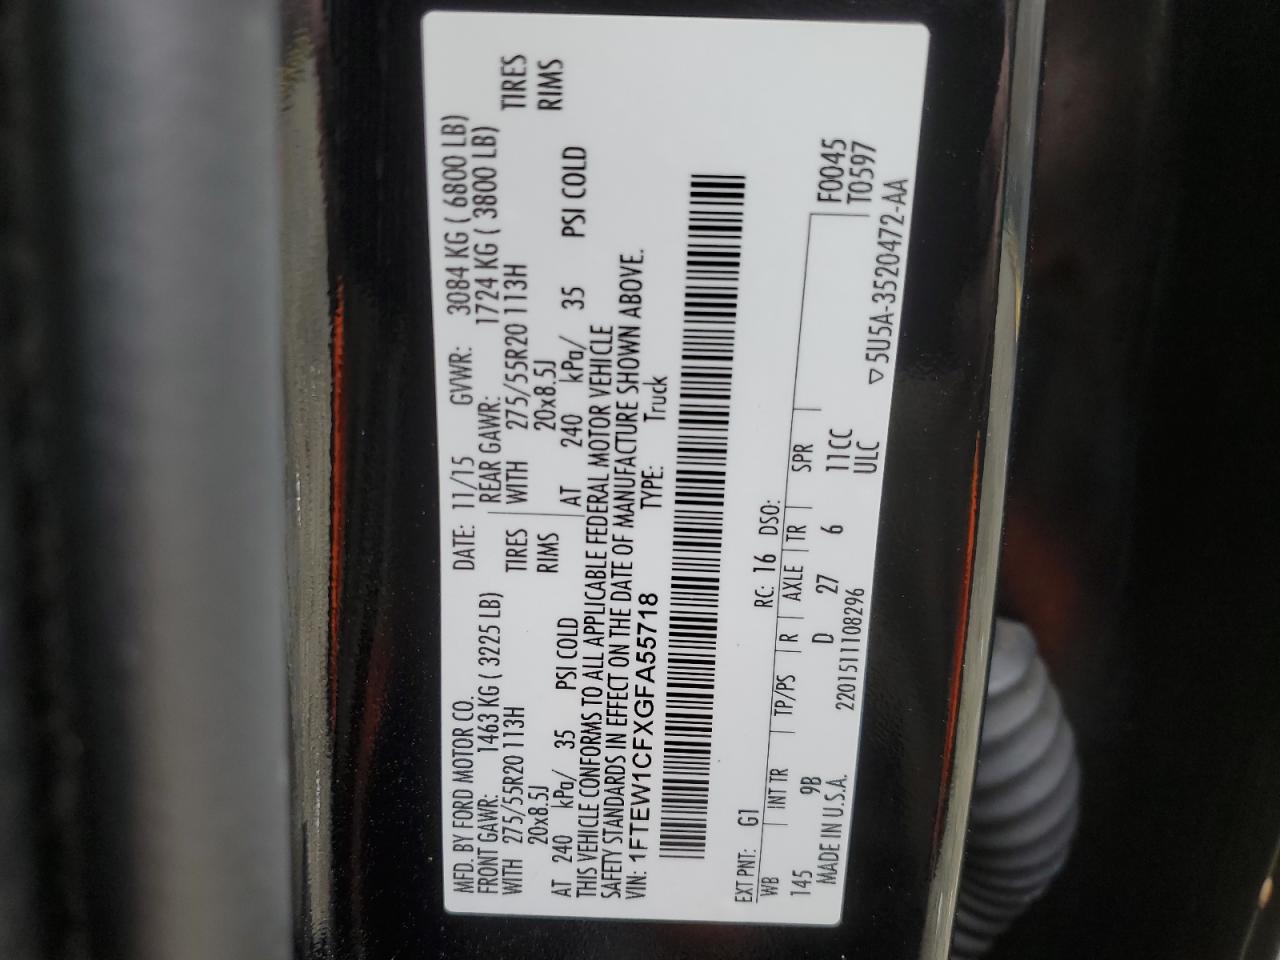 MFD. BY FORD MOTOR CO. DATE: 11/15 GVWR: 3084 KG ( 6800 LB)
FRONT GAWR: 1463 KG ( 3225 LB) REAR GAWR: 1724 KG ( 3800 LB)
WITH 275/55R20 113H TIRES WITH 275/55R20 113H TIRES
20x8.5J RIMS 20x8.5J RIMS
AT 240 kPa/ 35 PSI COLD AT 240 kPa/ 35 PSI COLD
THIS VEHICLE CONFORMS TO ALL APPLICABLE FEDERAL MOTOR VEHICLE
SAFETY STANDARDS IN EFFECT ON THE DATE OF MANUFACTURE SHOWN ABOVE.
VIN: 1FTEW1CFXGFA55718 TYPE: Truck
EXT PNT: G1 RC: 16 DSO:
WB INT TR TP/PS R AXLE TR SPR F0045
145 9B D 27 6 11CC T0597
MADE IN U.S.A. 2201511108296 ULC ▽5U5A-3520472-AA